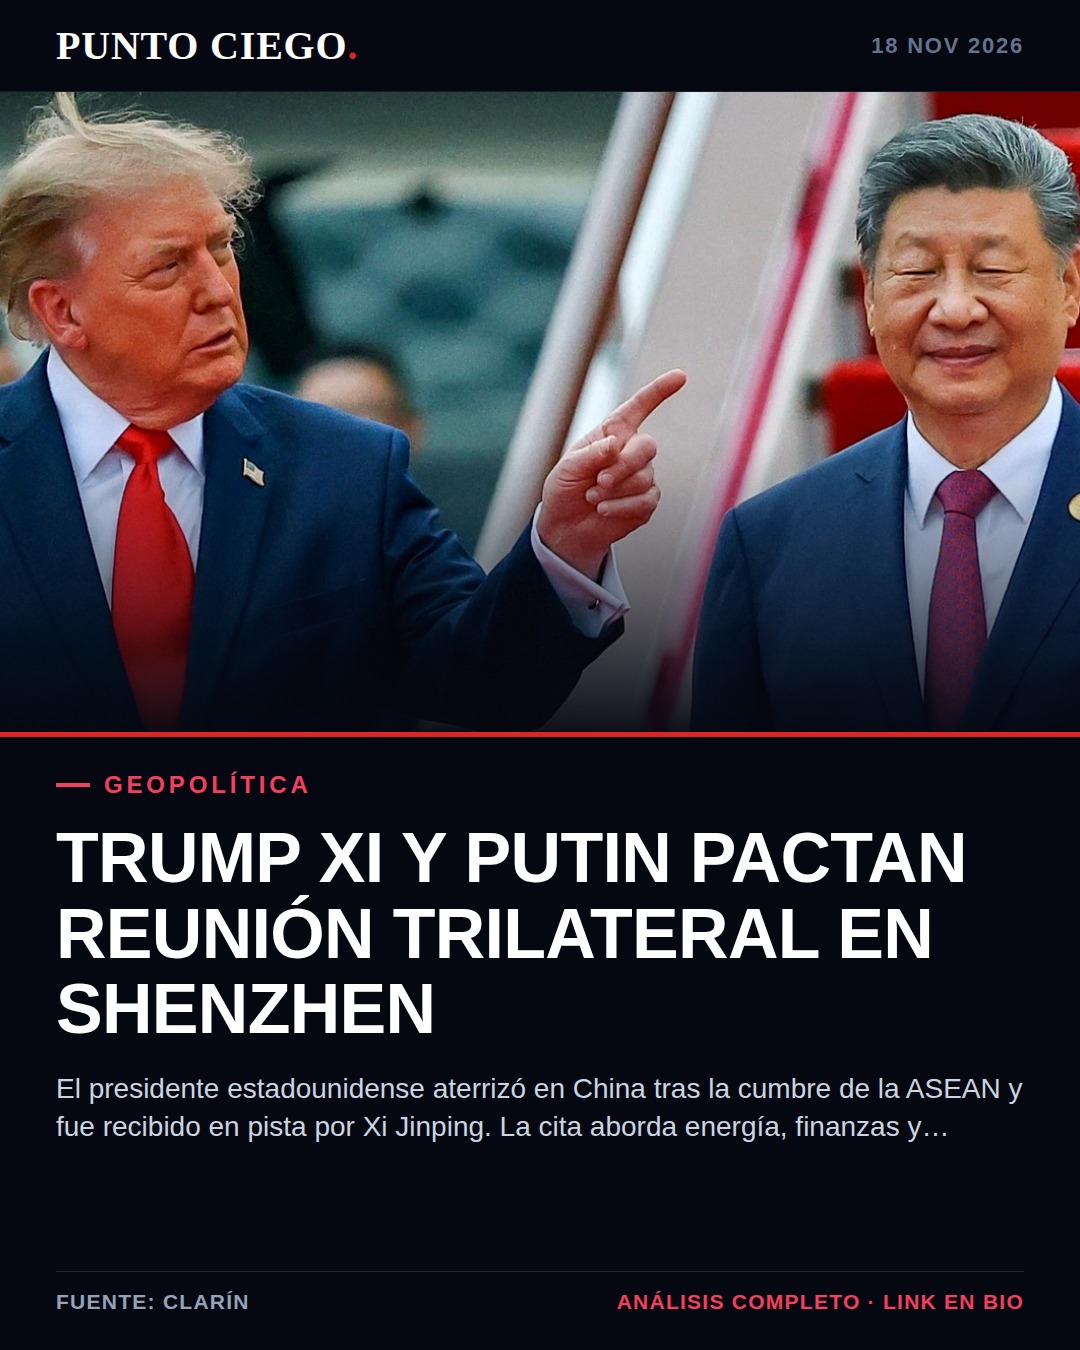 PUNTO CIEGO.
18 NOV 2026
GEOPOLÍTICA
TRUMP XI Y PUTIN PACTAN
REUNIÓN TRILATERAL EN
SHENZHEN
El presidente estadounidense aterrizó en China tras la cumbre de la ASEAN y
fue recibido en pista por Xi Jinping. La cita aborda energía, finanzas y…
FUENTE: CLARÍN
ANÁLISIS COMPLETO · LINK EN BIO